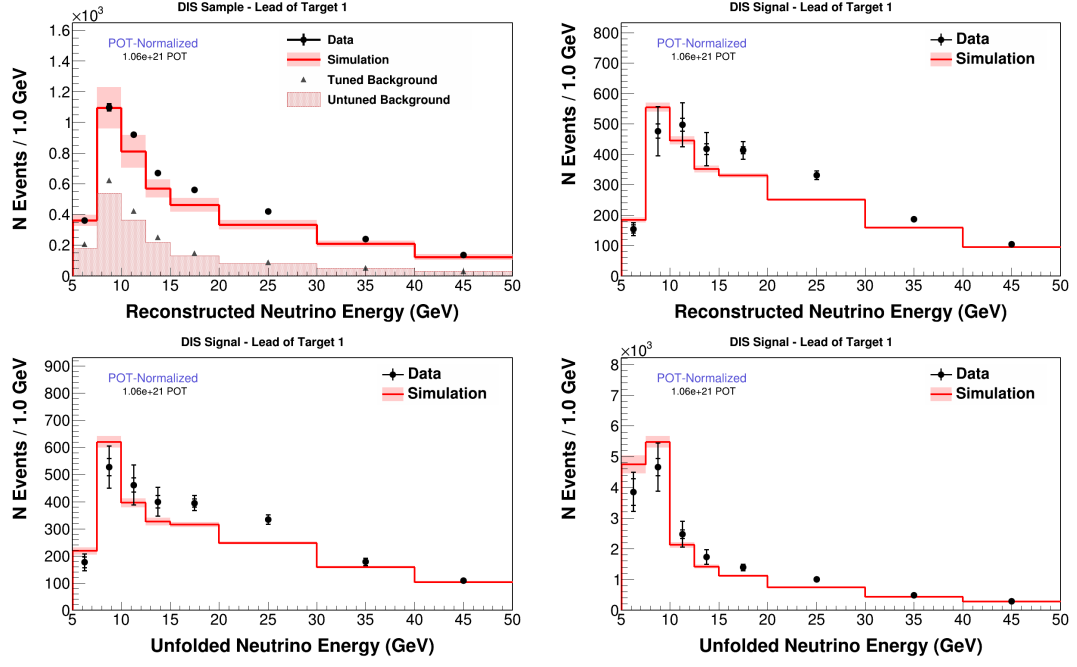 DIS Sample - Lead of Target 1
×10³
N Events / 1.0 GeV
1.6
1.4
1.2
1
0.8
0.6
0.4
0.2
0
POT-Normalized
1.06e+21 POT
Data
Simulation
Tuned Background
Untuned Background
5 10 15 20 25 30 35 40 45 50
Reconstructed Neutrino Energy (GeV)
DIS Signal - Lead of Target 1
N Events / 1.0 GeV
800
700
600
500
400
300
200
100
0
POT-Normalized
1.06e+21 POT
Data
Simulation
5 10 15 20 25 30 35 40 45 50
Reconstructed Neutrino Energy (GeV)
DIS Signal - Lead of Target 1
N Events / 1.0 GeV
900
800
700
600
500
400
300
200
100
0
POT-Normalized
1.06e+21 POT
Data
Simulation
5 10 15 20 25 30 35 40 45 50
Unfolded Neutrino Energy (GeV)
DIS Signal - Lead of Target 1
×10³
N Events / 1.0 GeV
8
7
6
5
4
3
2
1
0
POT-Normalized
1.06e+21 POT
Data
Simulation
5 10 15 20 25 30 35 40 45 50
Unfolded Neutrino Energy (GeV)